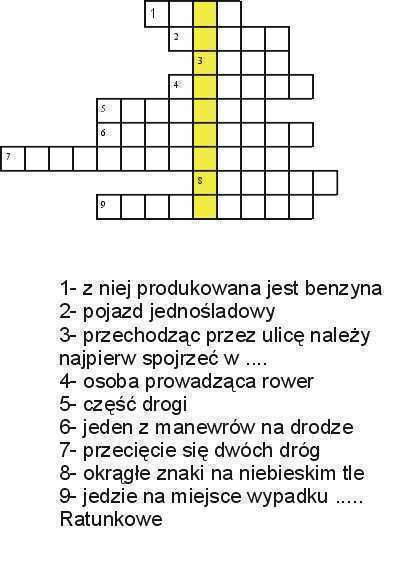 1
2
3
4
5
6
7
8
9
1- z niej produkowana jest benzyna
2- pojazd jednośladowy
3- przechodząc przez ulicę należy
najpierw spojrzeć w ....
4- osoba prowadząca rower
5- część drogi
6- jeden z manewrów na drodze
7- przecięcie się dwóch dróg
8- okrągłe znaki na niebieskim tle
9- jedzie na miejsce wypadku .....
Ratunkowe